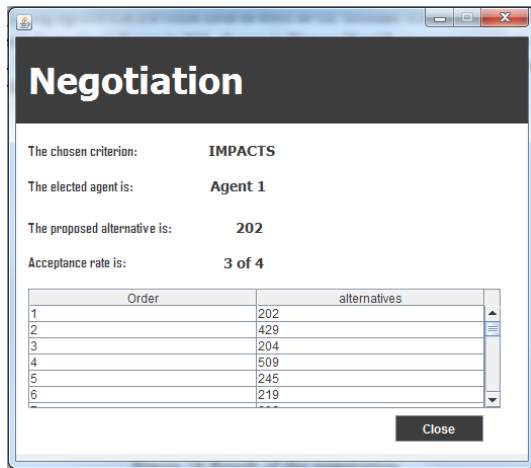 Negotiation
The chosen criterion: IMPACTS
The elected agent is: Agent 1
The proposed alternative is: 202
Acceptance rate is: 3 of 4
Order alternatives
1 202
2 429
3 204
4 509
5 245
6 219
Close